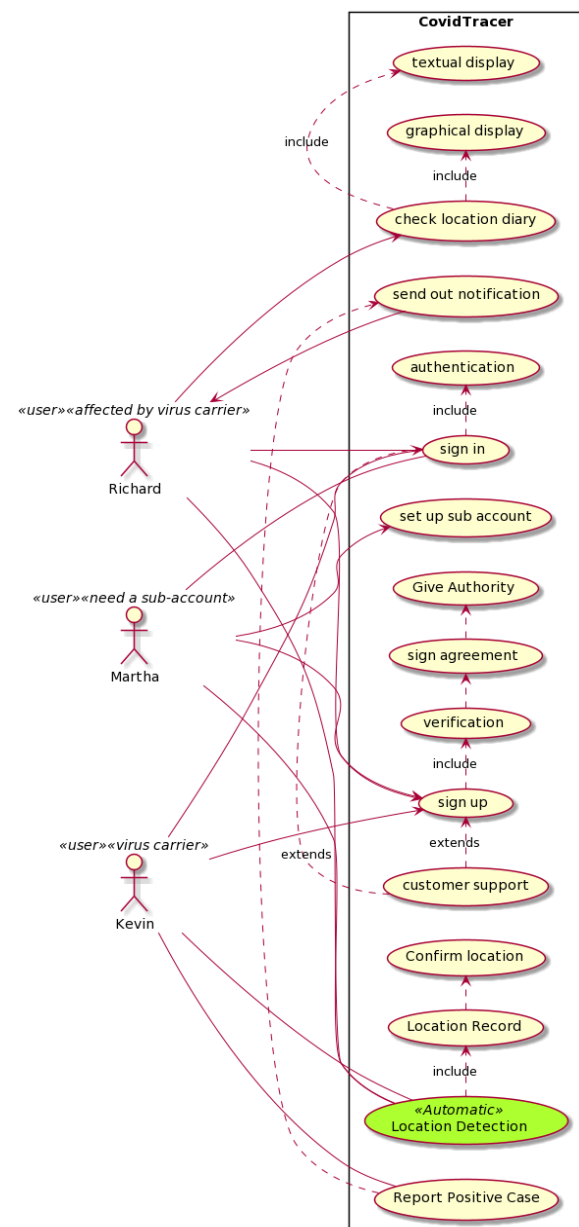 CovidTracer
textual display
graphical display
include
include
check location diary
send out notification
authentication
include
«user»«affected by virus carrier»
Richard
sign in
set up sub account
Give Authority
«user»«need a sub-account»
Martha
sign agreement
verification
include
sign up
«user»«virus carrier»
Kevin
extends
extends
customer support
Confirm location
Location Record
include
«Automatic»
Location Detection
Report Positive Case